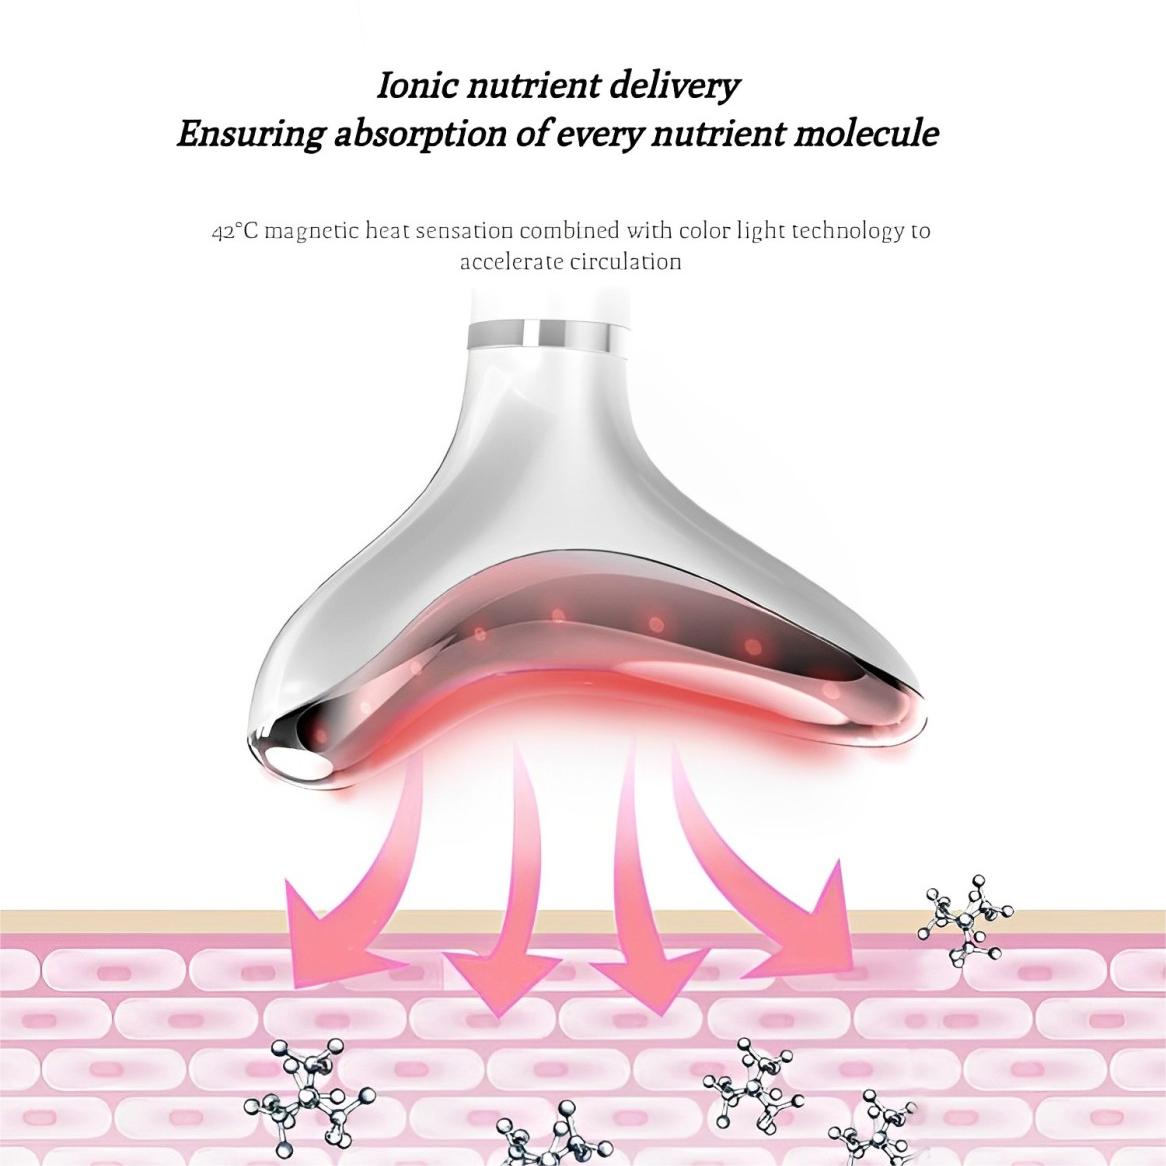 Ionic nutrient delivery
Ensuring absorption of every nutrient molecule
42°C magnetic heat sensation combined with color light technology to
accelerate circulation